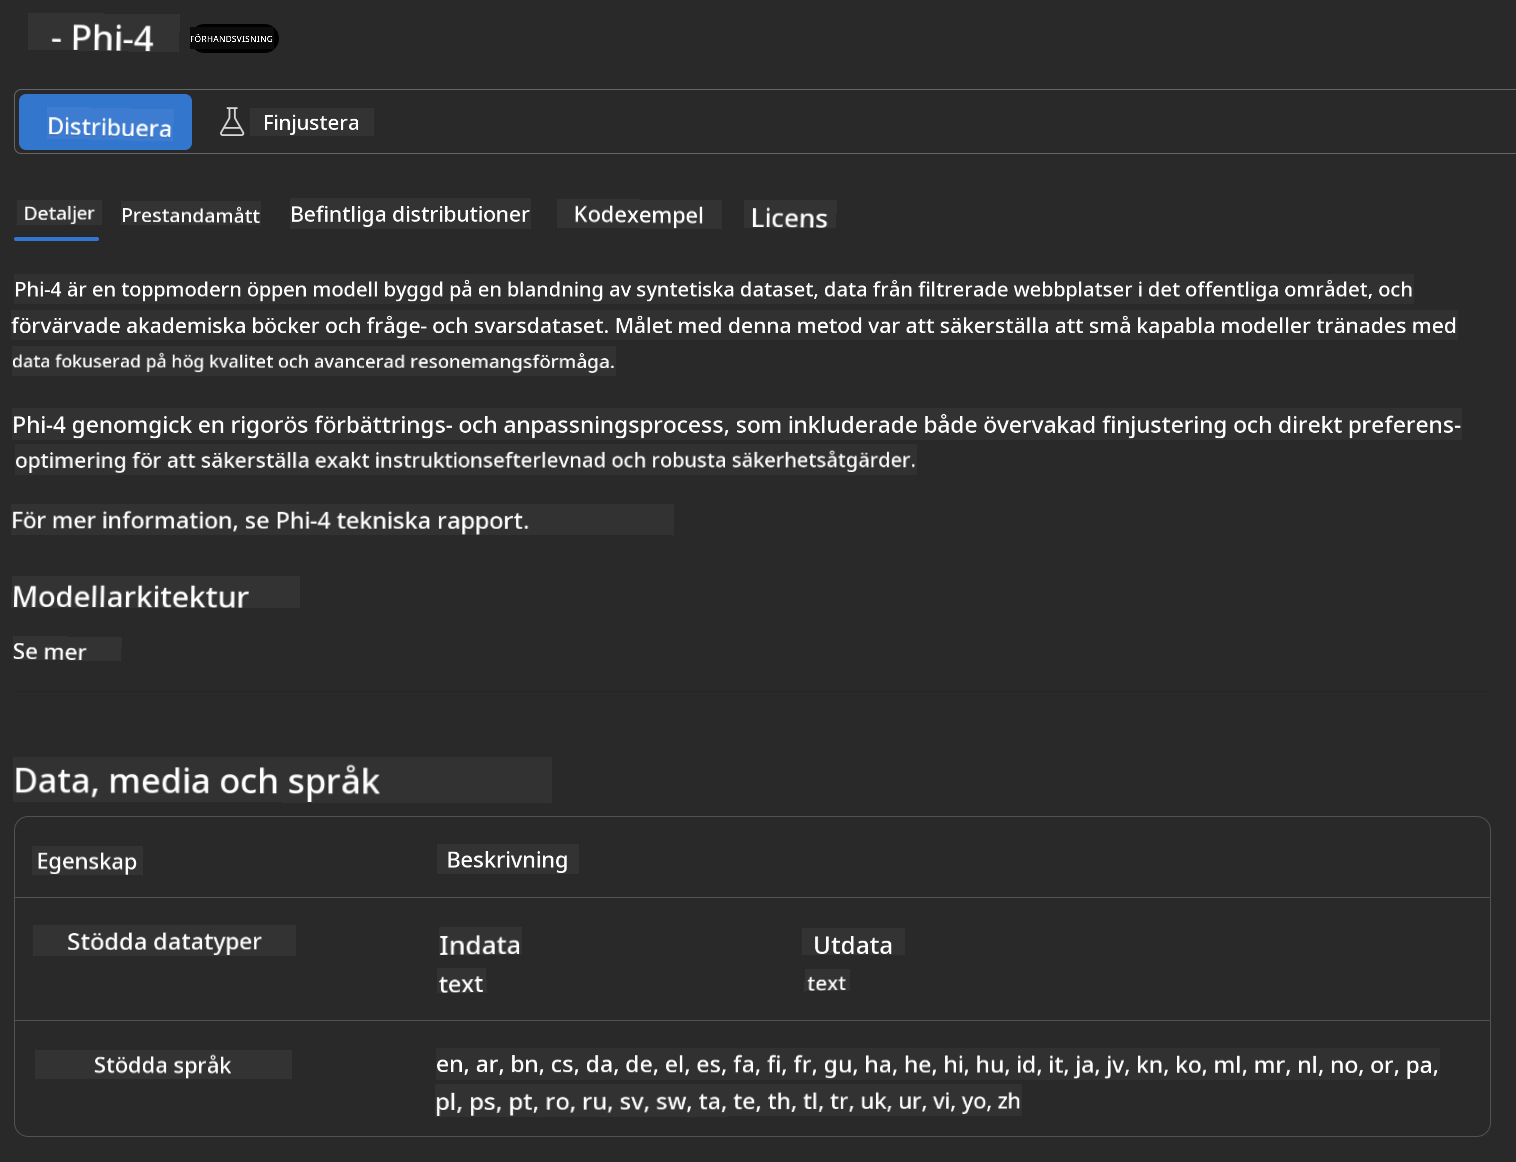 - Phi-4
FÖRHANDSVISNING
Distribuera
Finjustera
Detaljer
Prestandamått
Befintliga distributioner
Kodexempel
Licens
Phi-4 är en toppmodern öppen modell byggd på en blandning av syntetiska dataset, data från filtrerade webbplatser i det offentliga området, och
förvärvade akademiska böcker och fråge- och svarsdataset. Målet med denna metod var att säkerställa att små kapabla modeller tränades med
data fokuserad på hög kvalitet och avancerad resonemangsförmåga.
Phi-4 genomgick en rigorös förbättrings- och anpassningsprocess, som inkluderade både övervakad finjustering och direkt preferens-
optimering för att säkerställa exakt instruktionsefterlevnad och robusta säkerhetsåtgärder.
För mer information, se Phi-4 tekniska rapport.
Modellarkitektur
Se mer
Data, media och språk
Egenskap
Beskrivning
Stödda datatyper
Indata
Utdata
text
text
Stödda språk
en, ar, bn, cs, da, de, el, es, fa, fi, fr, gu, ha, he, hi, hu, id, it, ja, jv, kn, ko, ml, mr, nl, no, or, pa,
pl, ps, pt, ro, ru, sv, sw, ta, te, th, tl, tr, uk, ur, vi, yo, zh